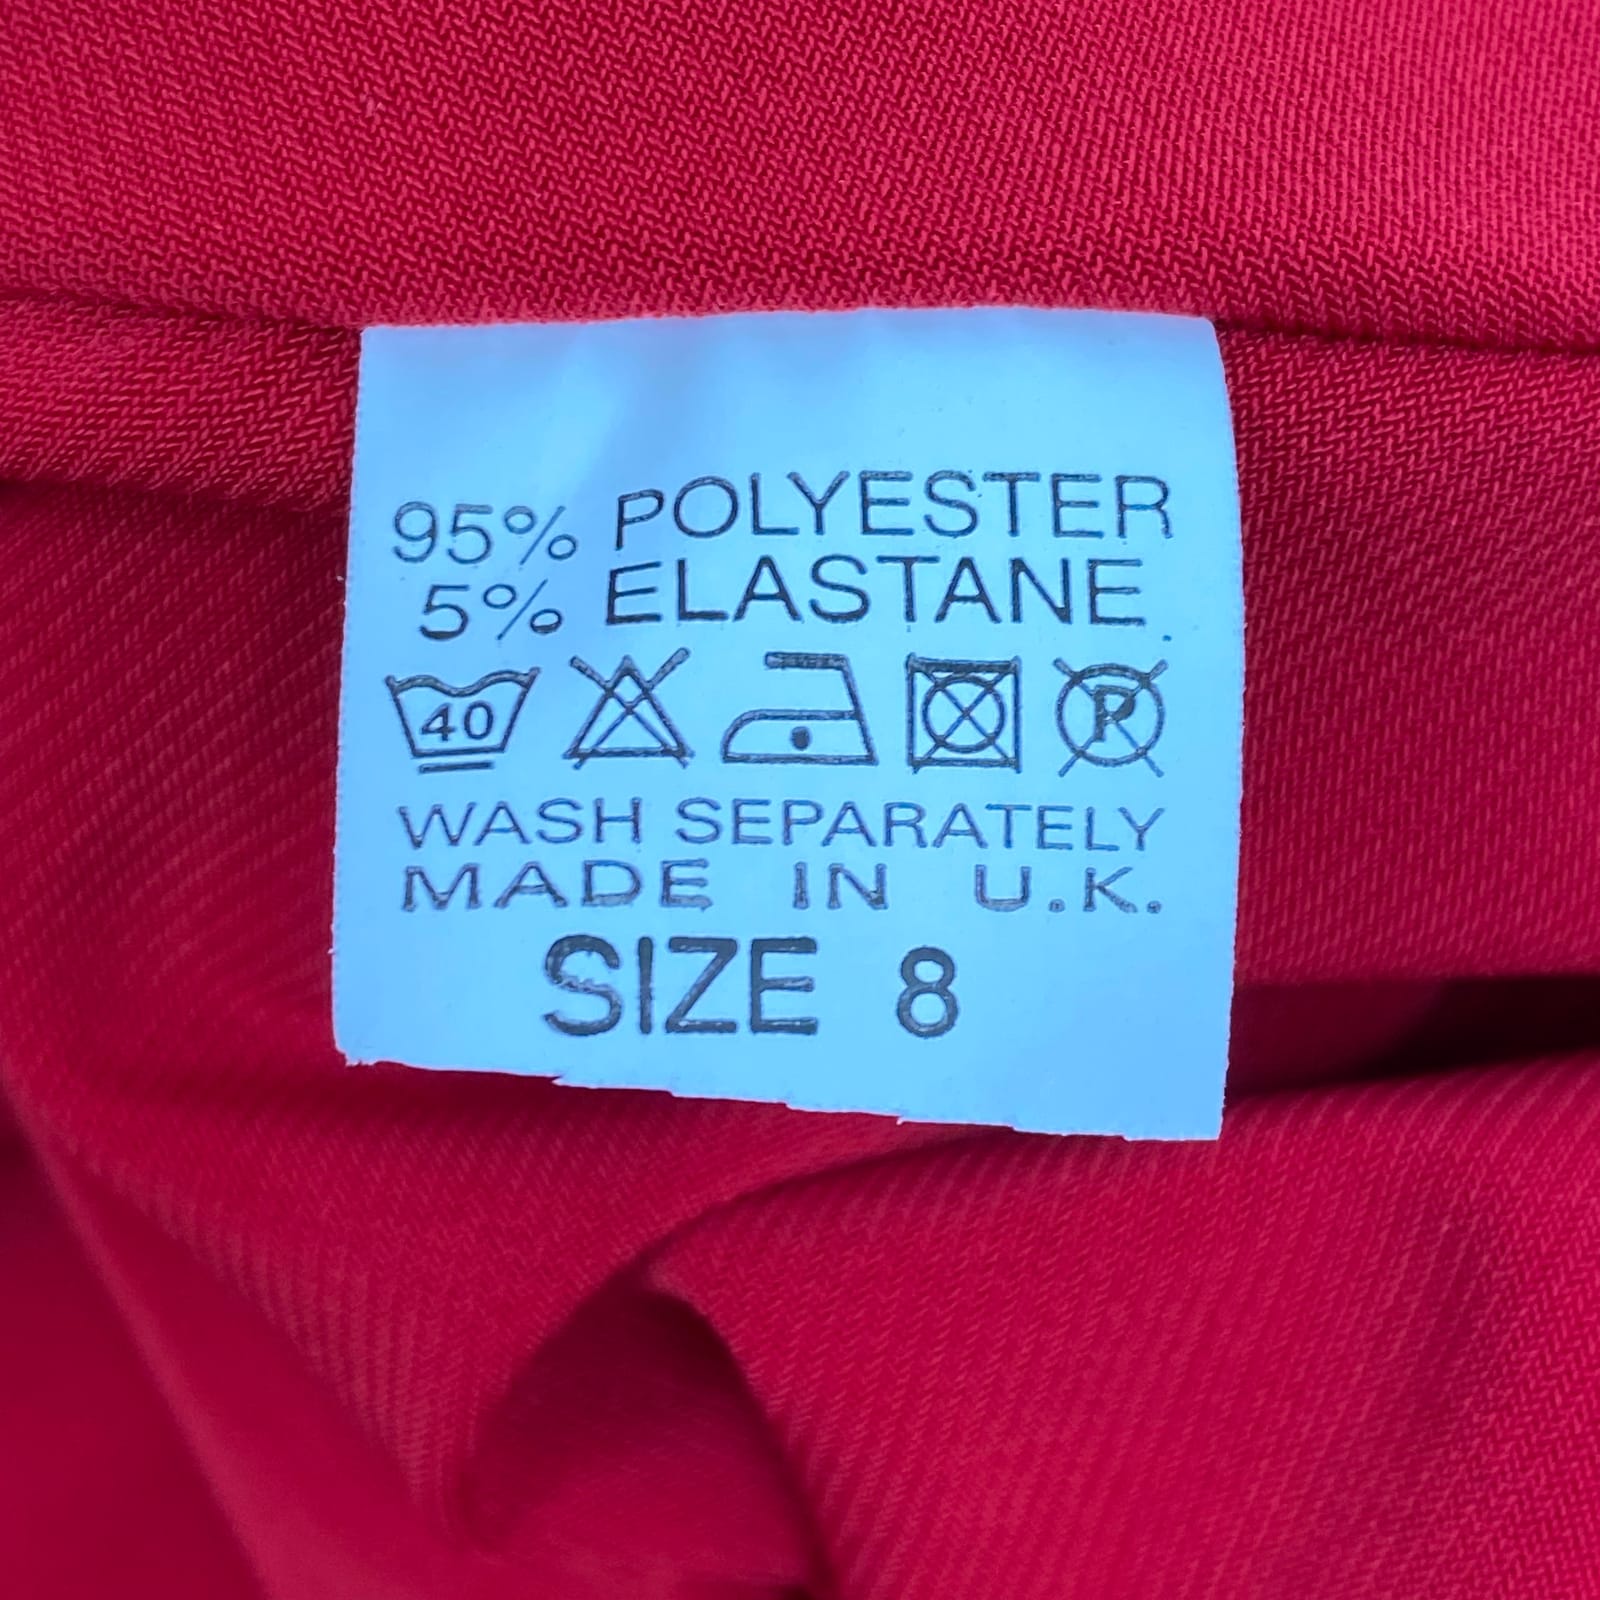 95% POLYESTER
5% ELASTANE
40 P
WASH SEPARATELY
MADE IN U.K.
SIZE 8